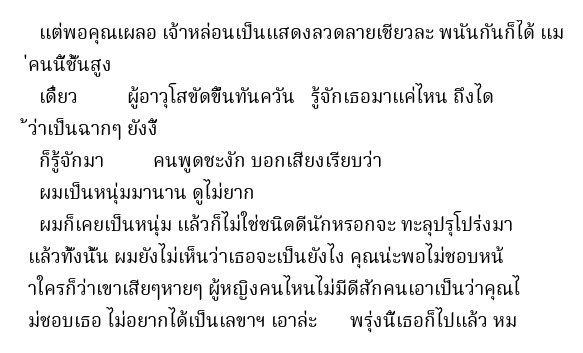 แต่พอคุณเผลอ เจ้าหล่อนเป็นแสดงลวดลายเชียวละ พนันกันก็ได้ แม
่คนนี้ชั้นสูง
เดี๋ยว ผู้อาวุโสขัดขึ้นทันควัน รู้จักเธอมาแค่ไหน ถึงได
้ว่าเป็นฉากๆ ยังงี้
ก็รู้จักมา คนพูดชะงัก บอกเสียงเรียบว่า
ผมเป็นหนุ่มมานาน ดูไม่ยาก
ผมก็เคยเป็นหนุ่ม แล้วก็ไม่ใช่ชนิดดีนักหรอกจะ ทะลุปรุโปร่งมา
แล้วทั้งนั้น ผมยังไม่เห็นว่าเธอจะเป็นยังไง คุณน่ะพอไม่ชอบหน้
าใครก็ว่าเขาเสียๆหายๆ ผู้หญิงคนไหนไม่มีดีสักคนเอาเป็นว่าคุณไ
ม่ชอบเธอ ไม่อยากได้เป็นเลขาฯ เอาล่ะ พรุ่งนี้เธอก็ไปแล้ว หม